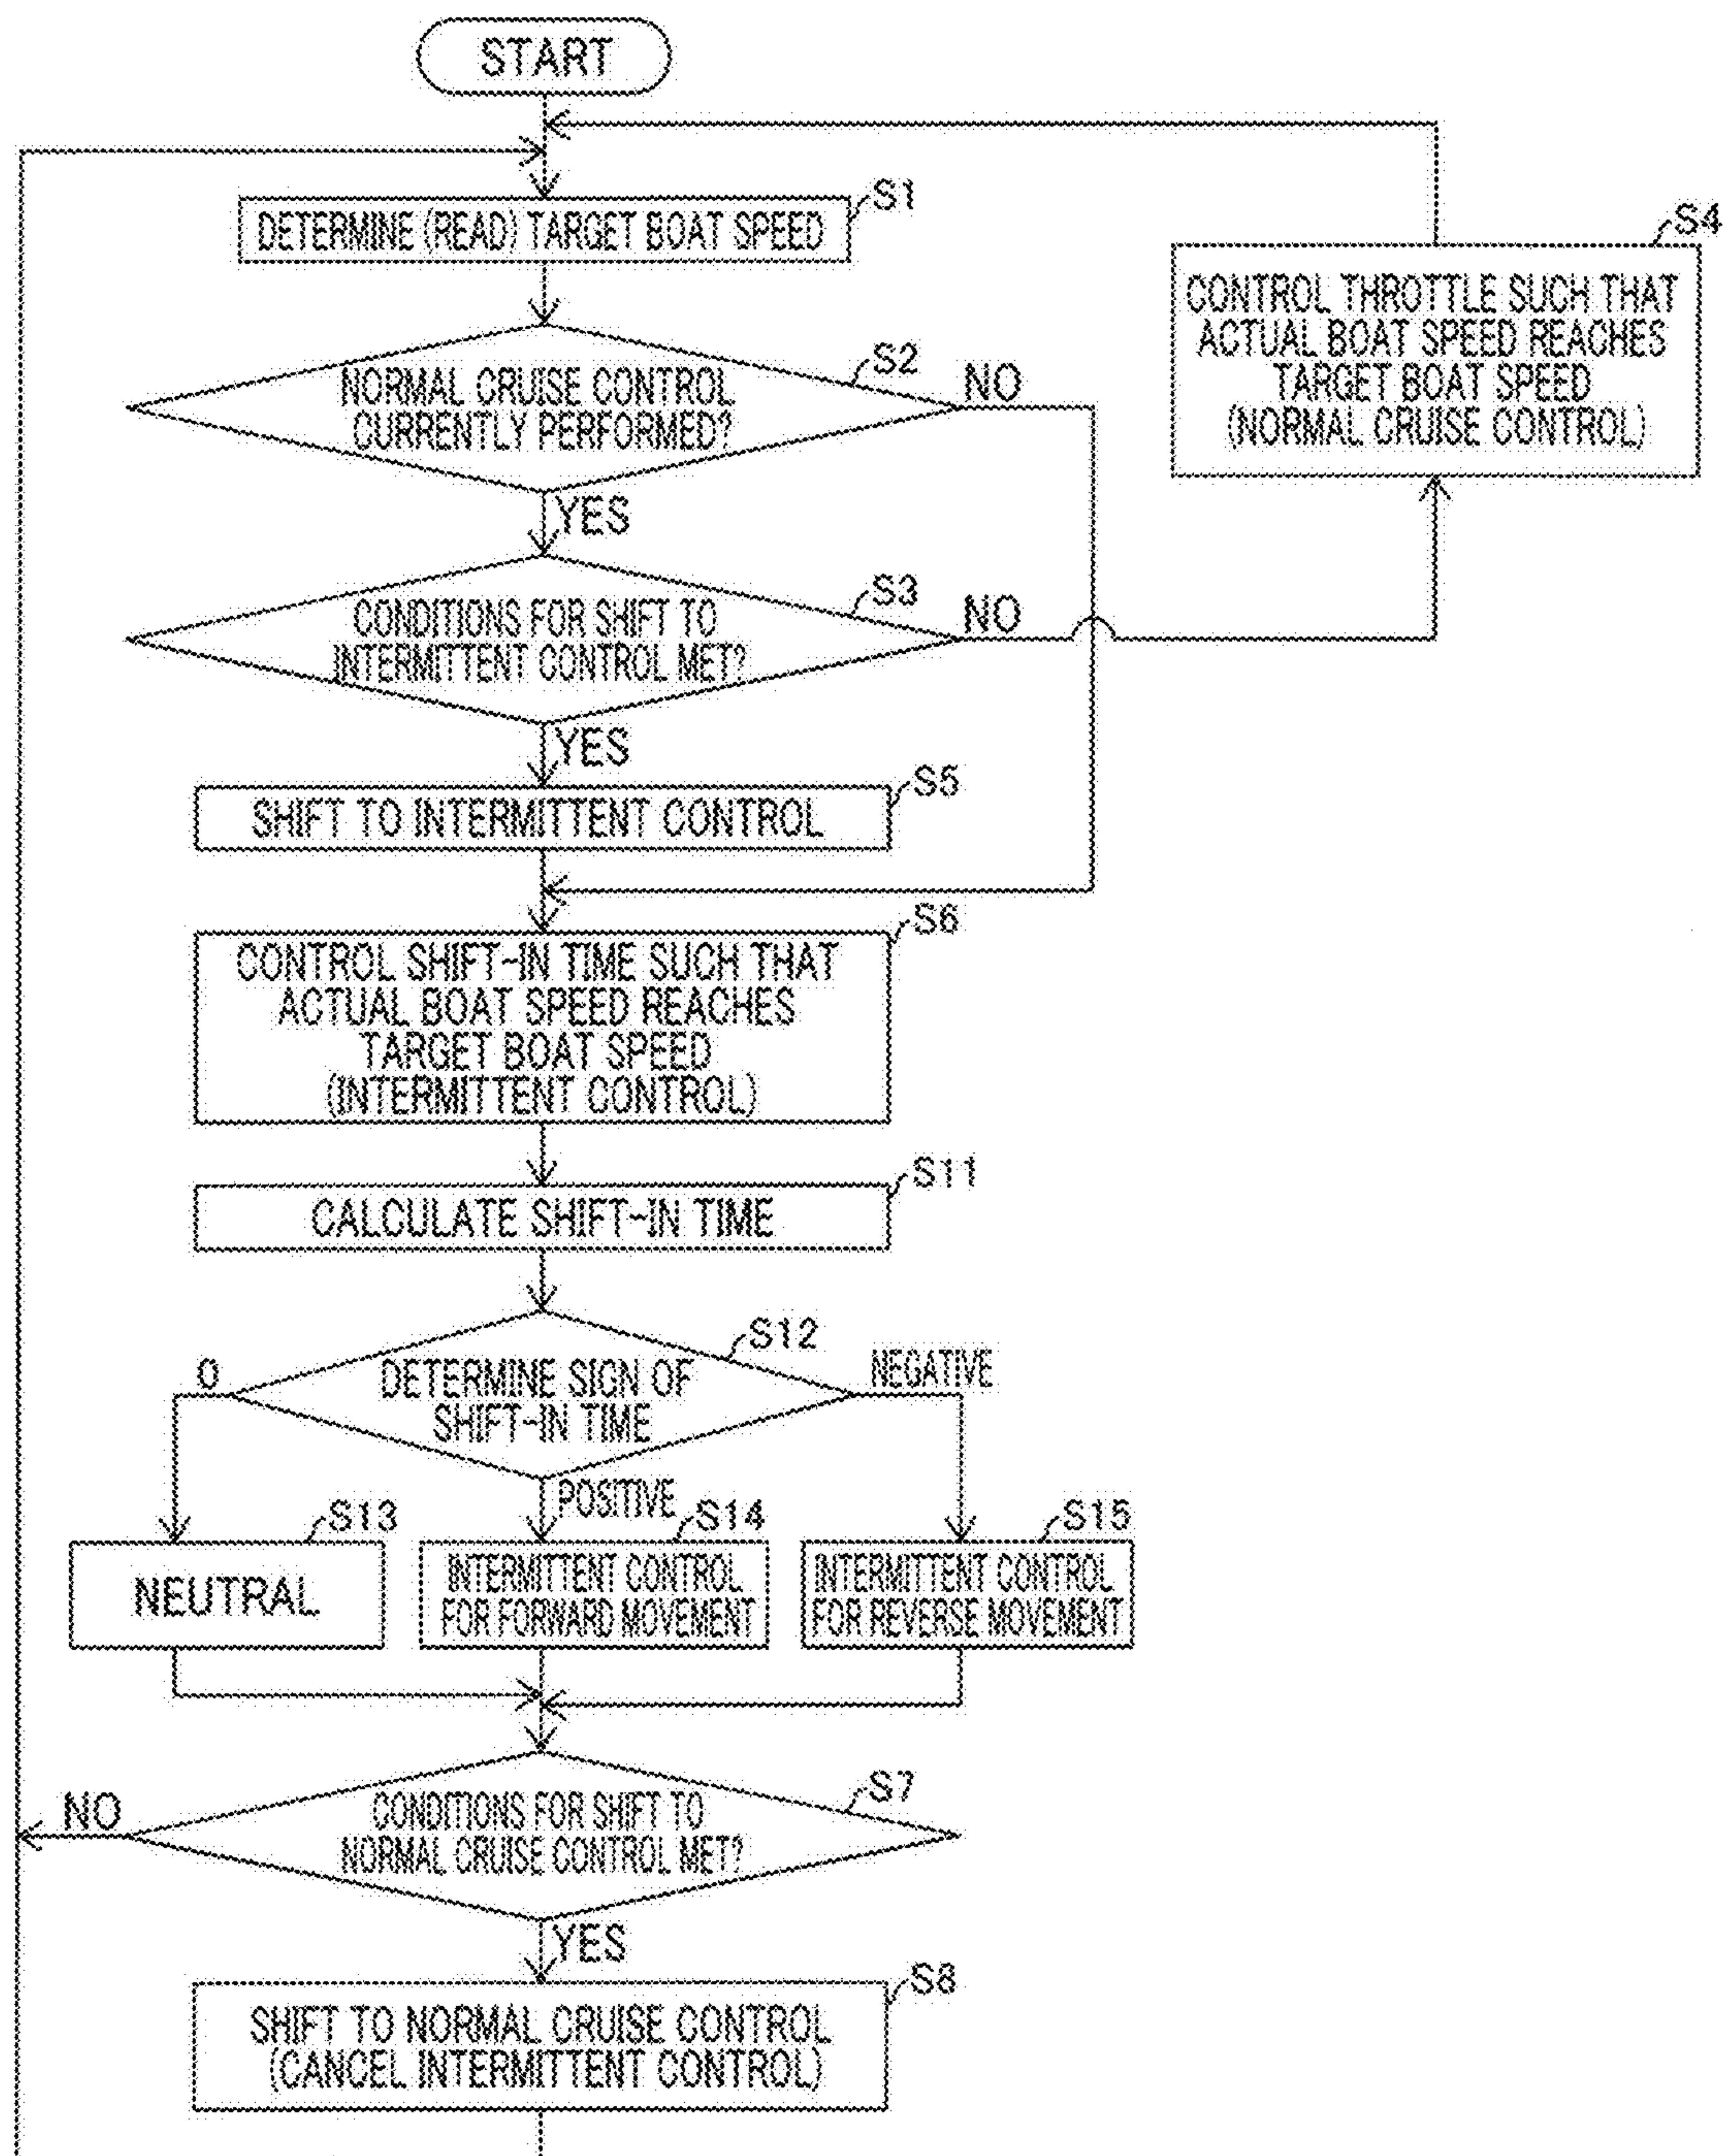 START
S1
DETERMINE (READ) TARGET BOAT SPEED
S4
CONTROL THROTTLE SUCH THAT
ACTUAL BOAT SPEED REACHES
TARGET BOAT SPEED
(NORMAL CRUISE CONTROL)
S2
NORMAL CRUISE CONTROL
CURRENTLY PERFORMED?
NO
YES
S3
CONDITIONS FOR SHIFT TO
INTERMITTENT CONTROL MET?
NO
YES
S5
SHIFT TO INTERMITTENT CONTROL
S6
CONTROL SHIFT-IN TIME SUCH THAT
ACTUAL BOAT SPEED REACHES
TARGET BOAT SPEED
(INTERMITTENT CONTROL)
S11
CALCULATE SHIFT-IN TIME
S12
DETERMINE SIGN OF
SHIFT-IN TIME
0
NEGATIVE
POSITIVE
S13
NEUTRAL
S14
INTERMITTENT CONTROL
FOR FORWARD MOVEMENT
S15
INTERMITTENT CONTROL
FOR REVERSE MOVEMENT
S7
CONDITIONS FOR SHIFT TO
NORMAL CRUISE CONTROL MET?
NO
YES
S8
SHIFT TO NORMAL CRUISE CONTROL
(CANCEL INTERMITTENT CONTROL)